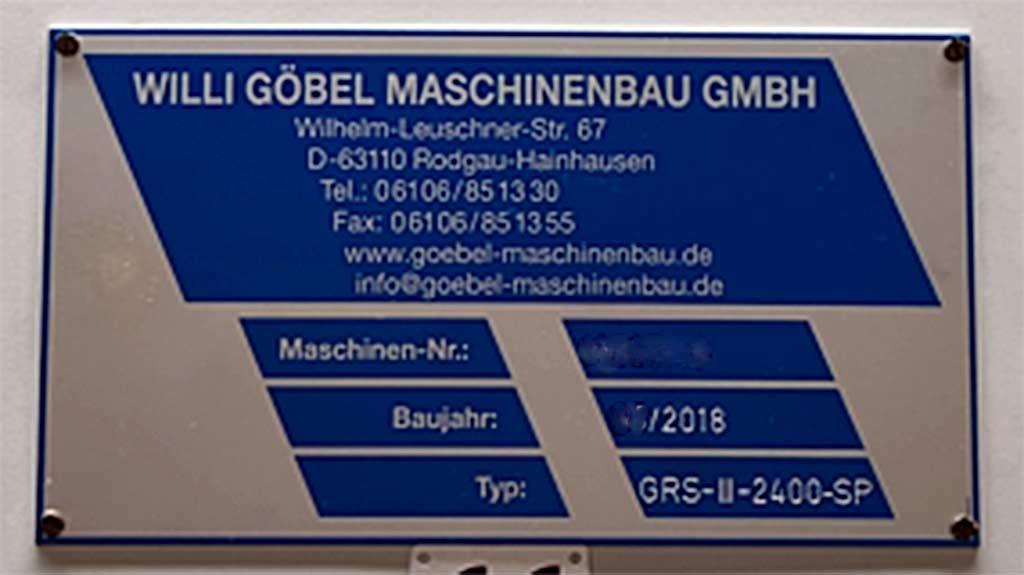 WILLI GÖBEL MASCHINENBAU GMBH
Wilhelm-Leuschner-Str. 67
D-63110 Rodgau-Hainhausen
Tel.: 06106/851330
Fax: 06106/851355
www.goebel-maschinenbau.de
info@goebel-maschinenbau.de
Maschinen-Nr.:
Baujahr: /2018
Typ: GRS-II-2400-SP